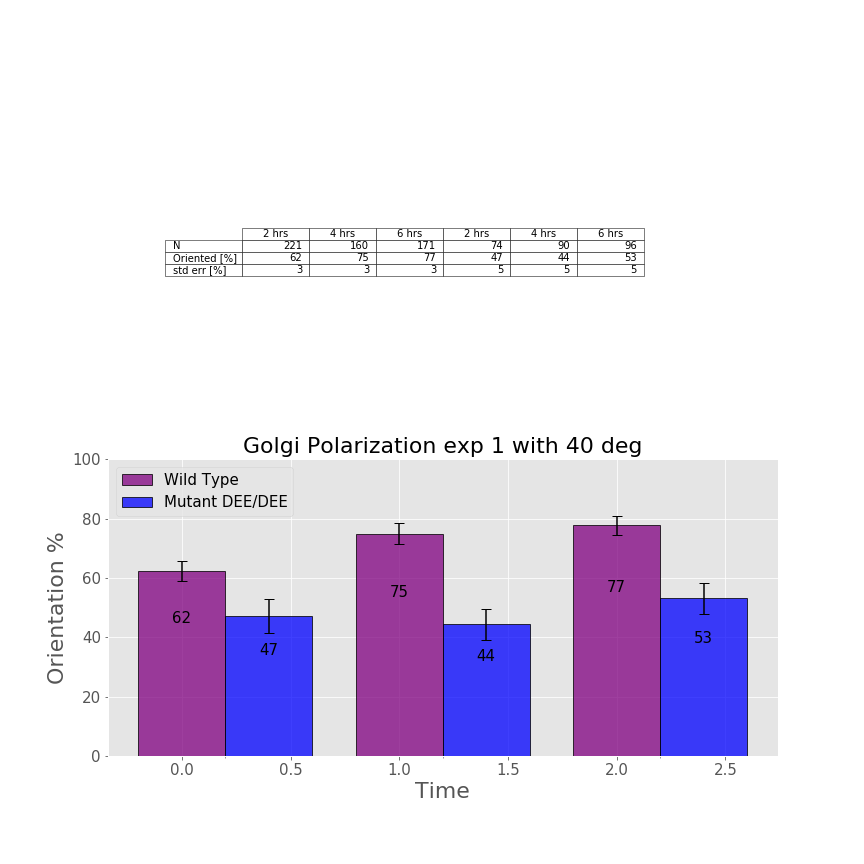 2 hrs 4 hrs 6 hrs 2 hrs 4 hrs 6 hrs
N 221 160 171 74 90 96
Oriented [%] 62 75 77 47 44 53
std err [%] 3 3 3 5 5 5
Golgi Polarization exp 1 with 40 deg
Wild Type
Mutant DEE/DEE
Orientation %
100
80
60
40
20
0
62
47
75
44
77
53
0.0 0.5 1.0 1.5 2.0 2.5
Time